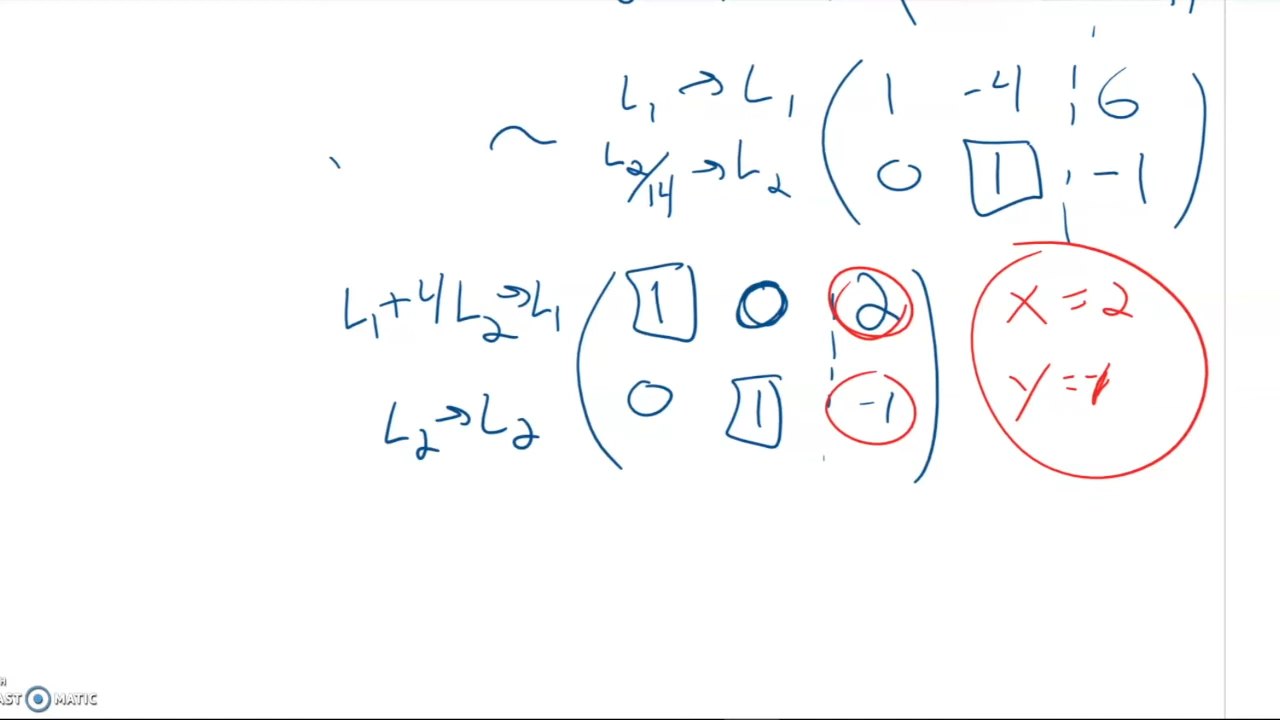 L₁ → L₁ ( 1 -4 ¦ 6
~ L₂/14 → L₂ 0 1 ¦ -1 )
L₁+4L₂→L₁ ( 1 0 ¦ 2 ) x = 2
L₂→L₂ 0 1 ¦ -1 y = -1
MATIC